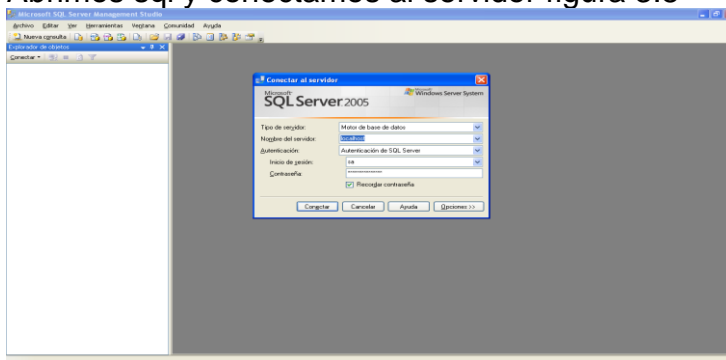 Abrimos sql y conectamos al servidor figura
Microsoft SQL Server Management Studio
Archivo Editar Ver Herramientas Ventana Comunidad Ayuda
Nueva consulta
Explorador de objetos
Conectar
Conectar al servidor
Microsoft
SQL Server 2005
Windows Server System
Tipo de servidor:
Motor de base de datos
Nombre del servidor:
localhost
Autenticación:
Autenticación de SQL Server
Inicio de sesión:
sa
Contraseña:
Recordar contraseña
Conectar Cancelar Ayuda Opciones >>